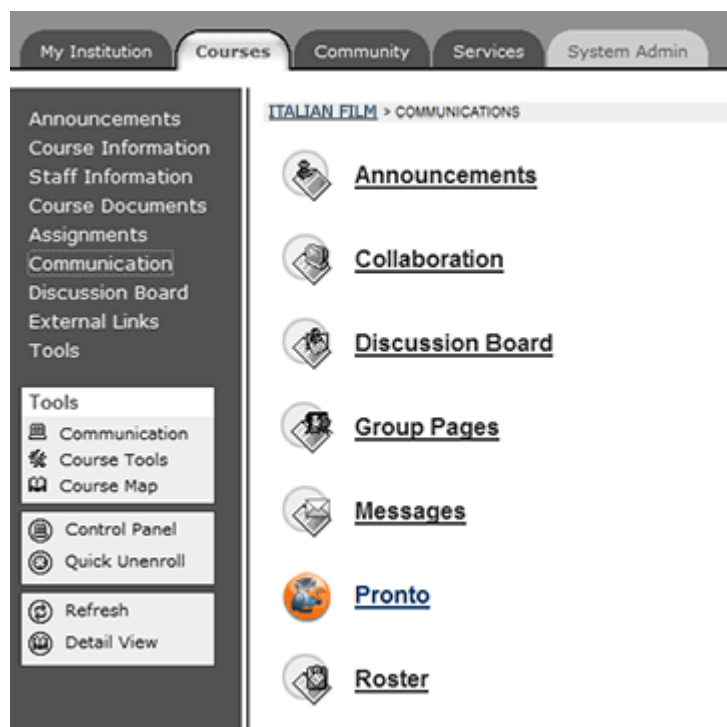 My Institution Courses Community Services System Admin
Announcements
Course Information
Staff Information
Course Documents
Assignments
Communication
Discussion Board
External Links
Tools
Tools
Communication
Course Tools
Course Map
Control Panel
Quick Unenroll
Refresh
Detail View
ITALIAN FILM > COMMUNICATIONS
Announcements
Collaboration
Discussion Board
Group Pages
Messages
Pronto
Roster